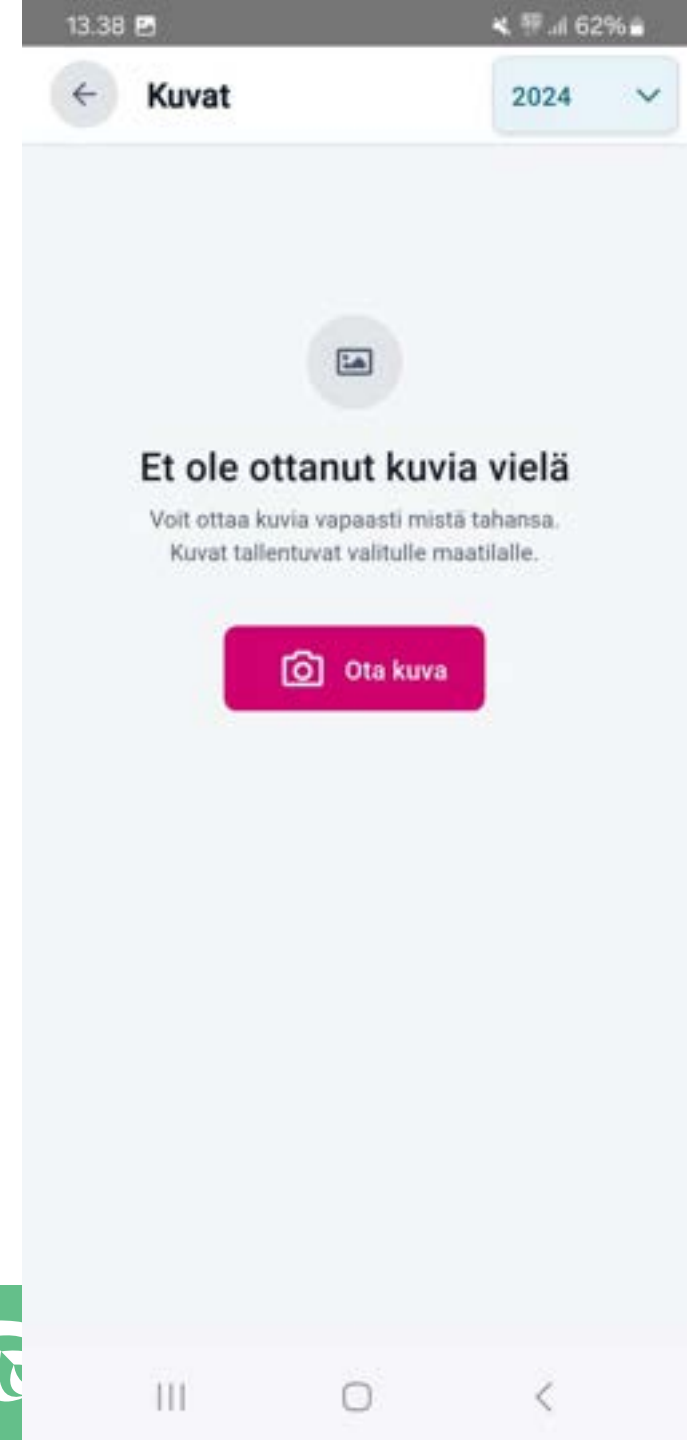 13.38
62%
Kuvat
2024
Et ole ottanut kuvia vielä
Voit ottaa kuvia vapaasti mistä tahansa.
Kuvat tallentuvat valitulle maatilalle.
Ota kuva